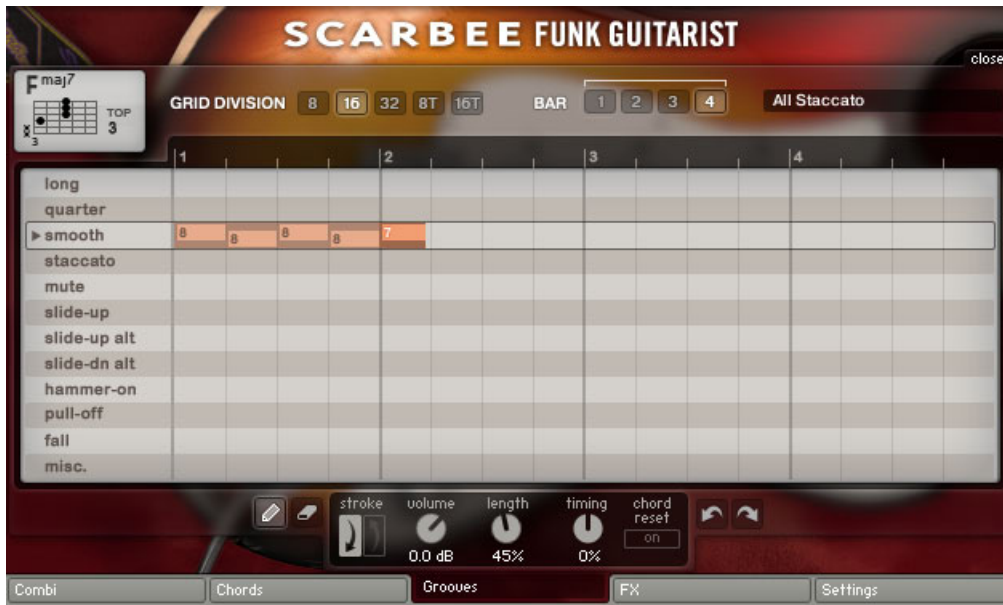 SCARBEE FUNK GUITARIST
close
Fmaj7
TOP
3
x
3
GRID DIVISION 8 16 32 8T 16T BAR 1 2 3 4 All Staccato
1 2 3 4
long
quarter
smooth 8 8 8 8 7
staccato
mute
slide-up
slide-up alt
slide-dn alt
hammer-on
pull-off
fall
misc.
stroke volume length timing chord reset
on
0.0 dB 45% 0%
Combi Chords Grooves FX Settings